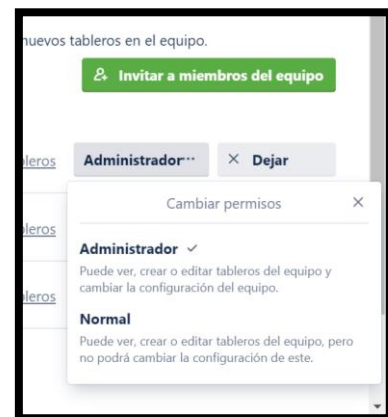 nuevos tableros en el equipo.
Invitar a miembros del equipo
Administrador··· × Dejar
Cambiar permisos ×
Administrador ✓
Puede ver, crear o editar tableros del equipo y
cambiar la configuración del equipo.
Normal
Puede ver, crear o editar tableros del equipo, pero
no podrá cambiar la configuración de este.